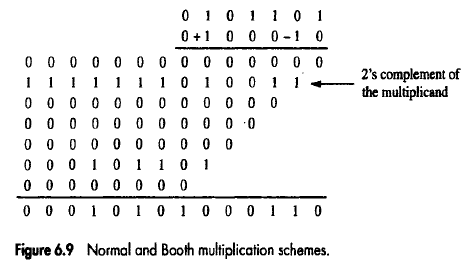 0 1 0 1 1 0 1
0 +1 0 0 0 -1 0
0 0 0 0 0 0 0 0 0 0 0 0 0 0
1 1 1 1 1 1 1 0 1 0 0 1 1
2's complement of
the multiplicand
0 0 0 0 0 0 0 0 0 0 0 0
0 0 0 0 0 0 0 0 0 0 0
0 0 0 0 0 0 0 0 0 0
0 0 0 1 0 1 1 0 1
0 0 0 0 0 0 0 0
0 0 0 1 0 1 0 1 0 0 0 1 1 0
Figure 6.9 Normal and Booth multiplication schemes.